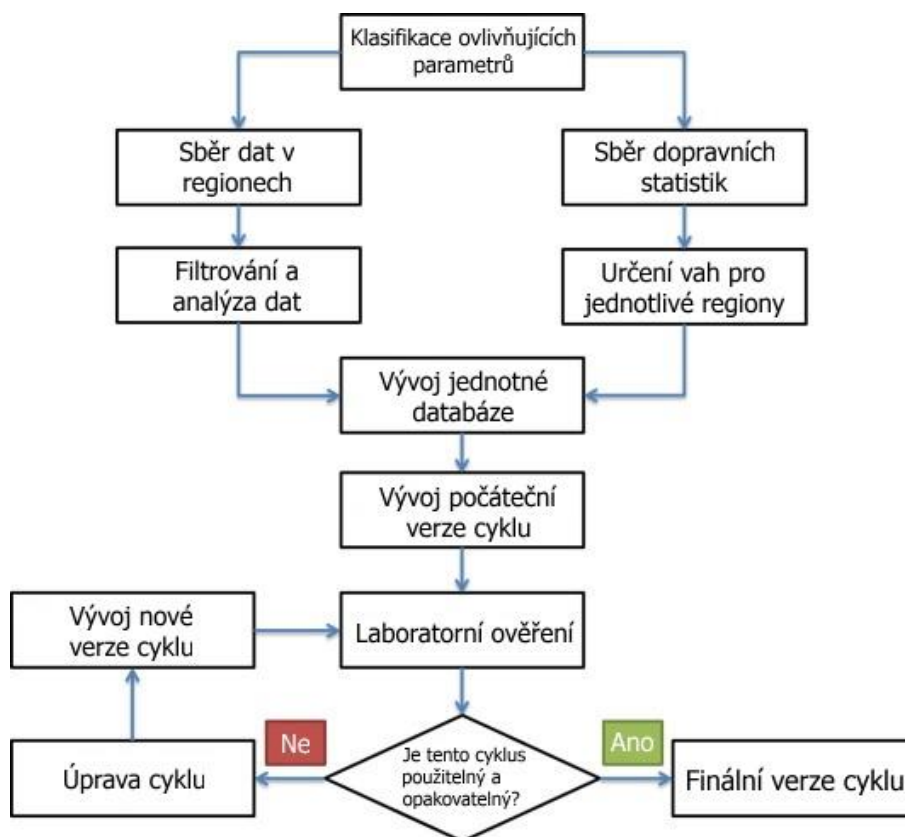 Klasifikace ovlivňujících
parametrů
Sběr dat v
regionech
Sběr dopravních
statistik
Filtrování a
analýza dat
Určení vah pro
jednotlivé regiony
Vývoj jednotné
databáze
Vývoj počáteční
verze cyklu
Vývoj nové
verze cyklu
Laboratorní ověření
Ne
Ano
Úprava cyklu
Je tento cyklus
použitelný a
opakovatelný?
Finální verze cyklu